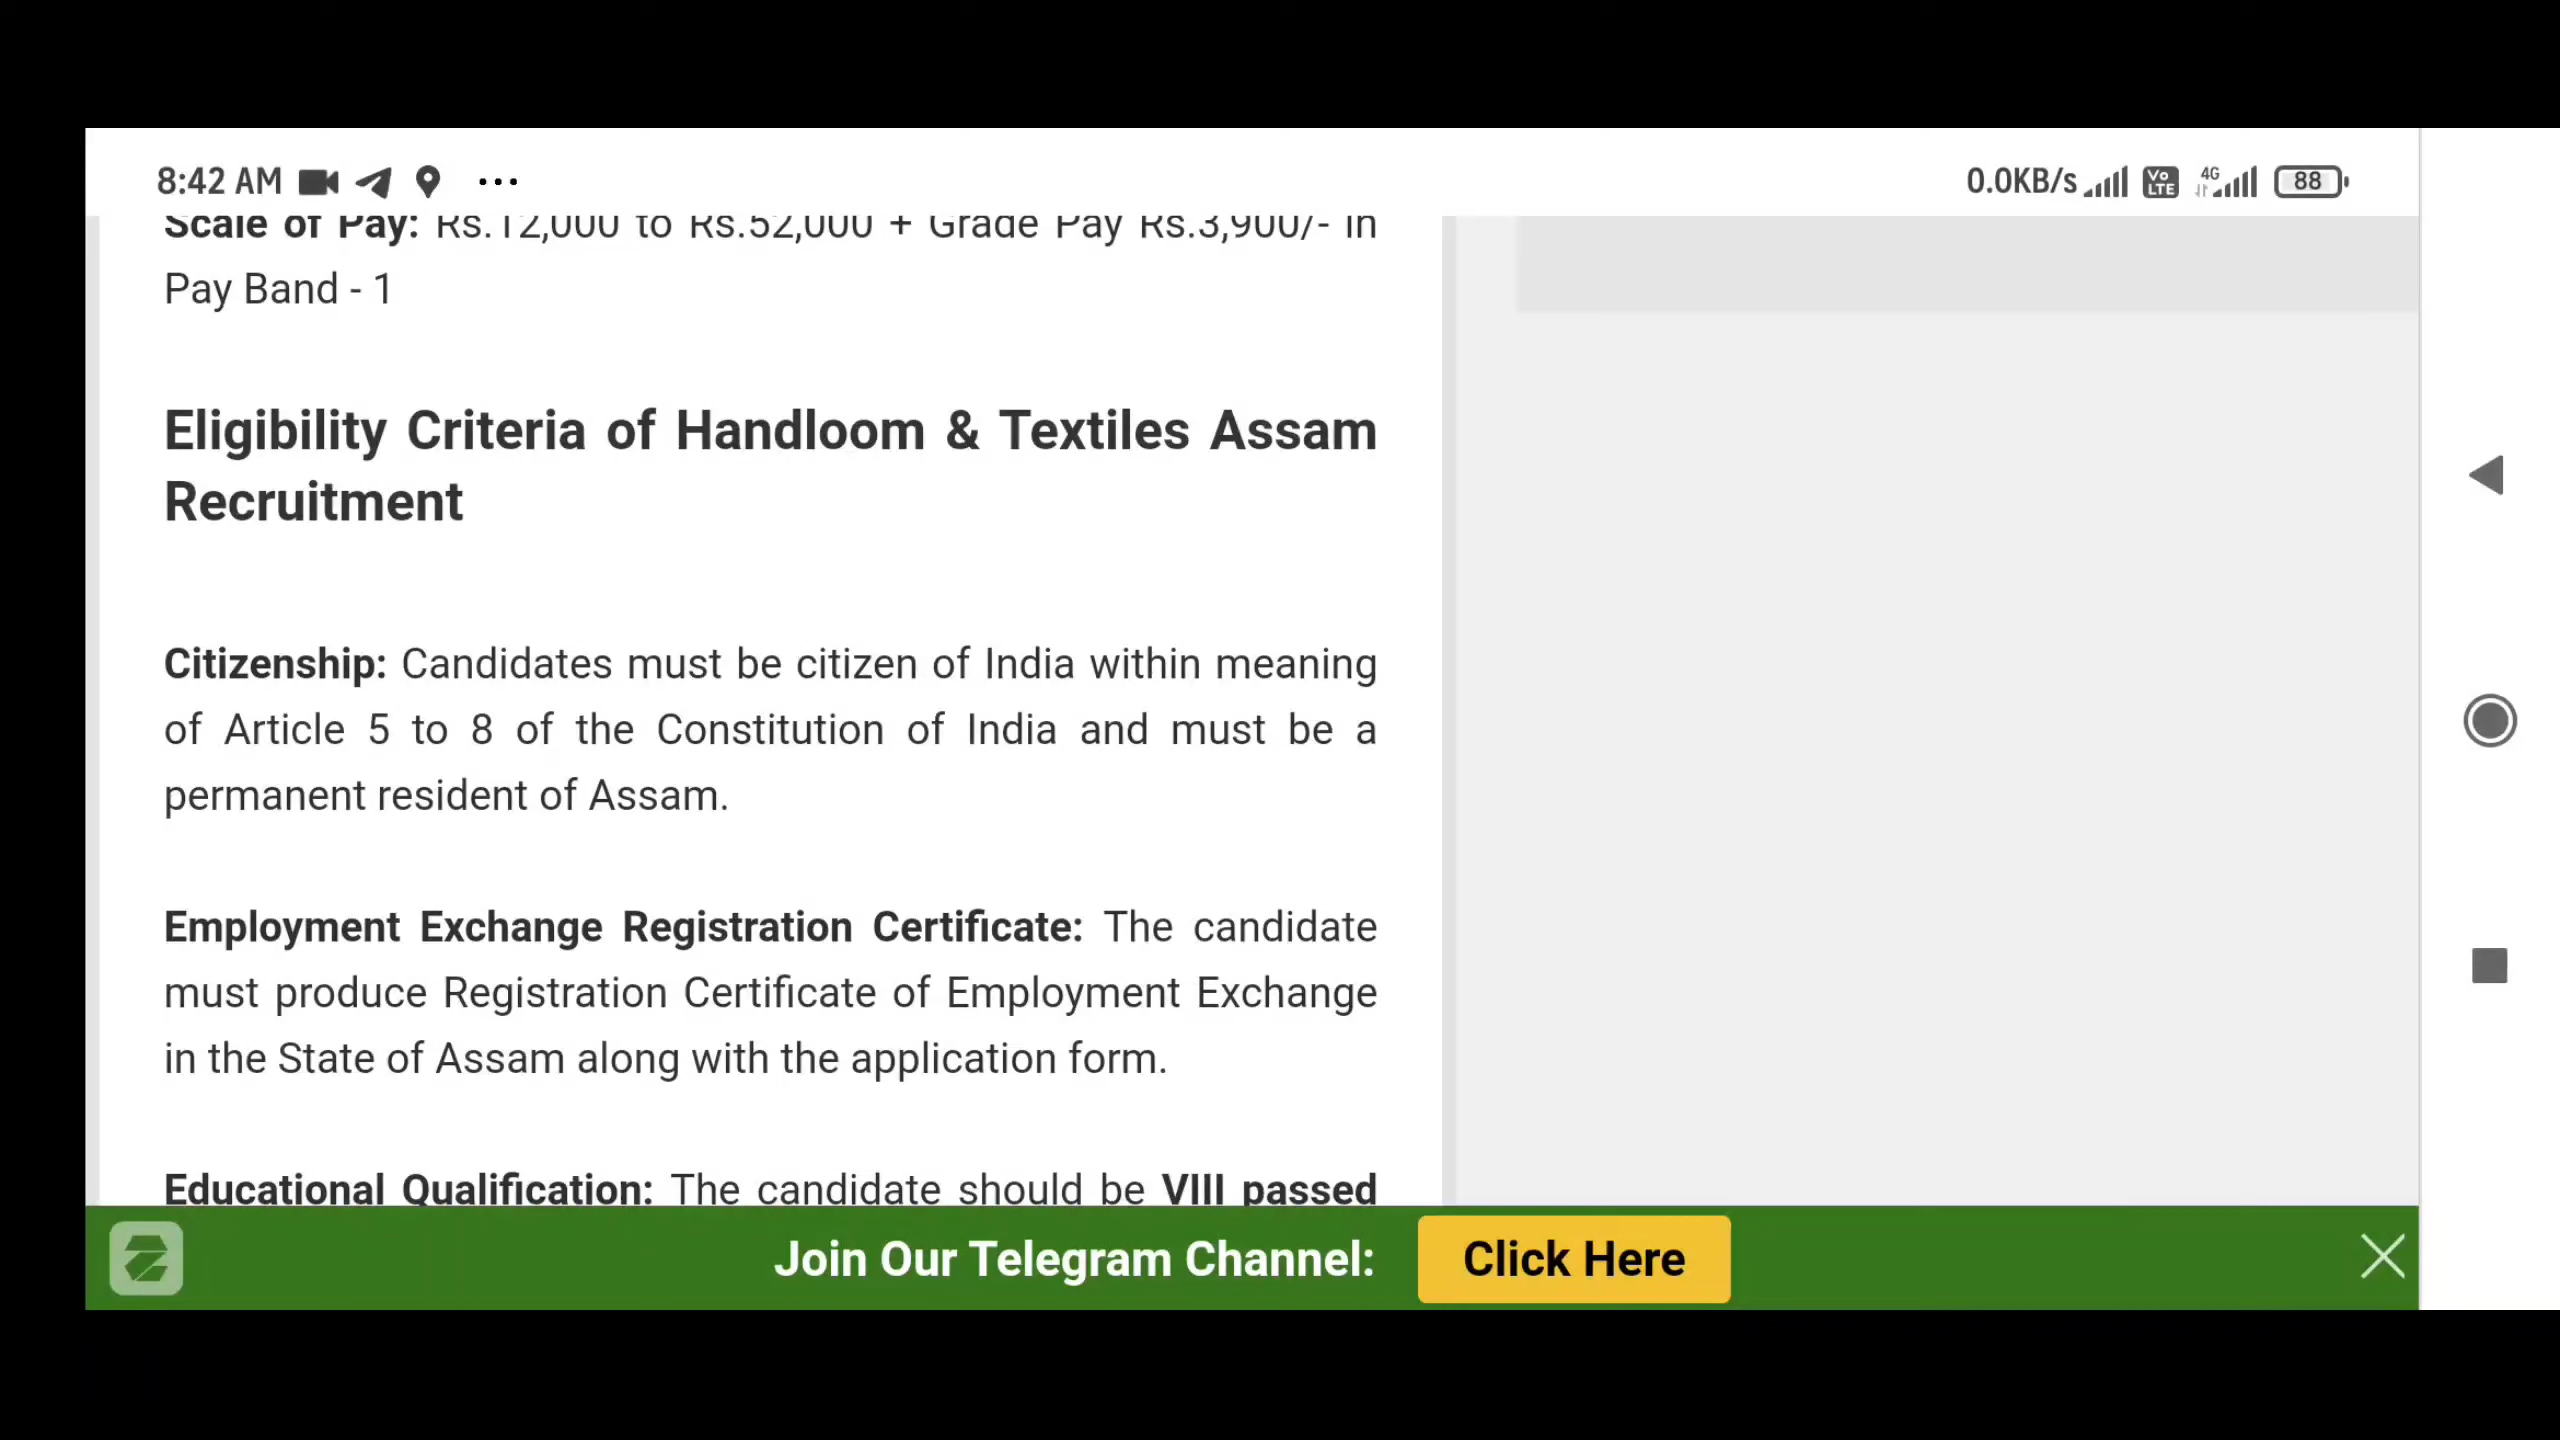 8:42 AM ... 0.0KB/s Vo LTE 4G 88
Scale of Pay: Rs.12,000 to Rs.52,000 + Grade Pay Rs.3,900/- in
Pay Band - 1
Eligibility Criteria of Handloom & Textiles Assam
Recruitment
Citizenship: Candidates must be citizen of India within meaning
of Article 5 to 8 of the Constitution of India and must be a
permanent resident of Assam.
Employment Exchange Registration Certificate: The candidate
must produce Registration Certificate of Employment Exchange
in the State of Assam along with the application form.
Educational Qualification: The candidate should be VIII passed
Join Our Telegram Channel: Click Here